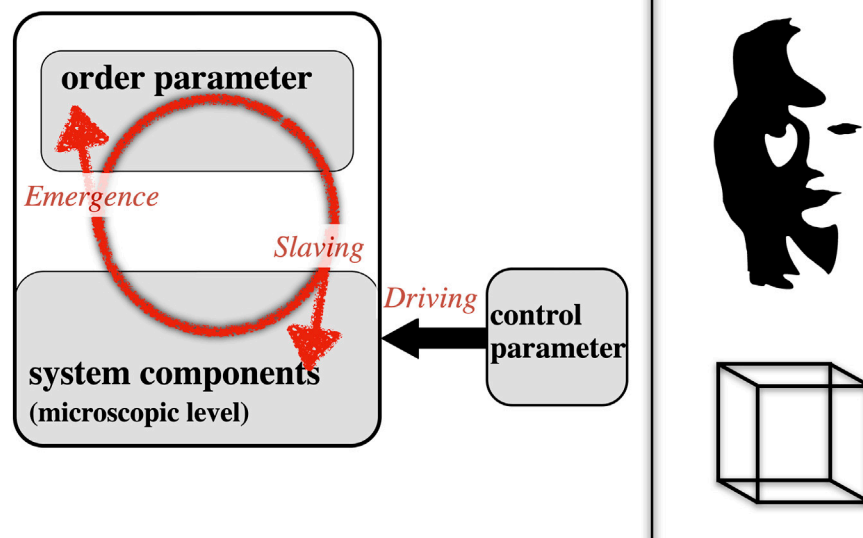 order parameter
Emergence
Slaving
Driving
control
parameter
system components
(microscopic level)